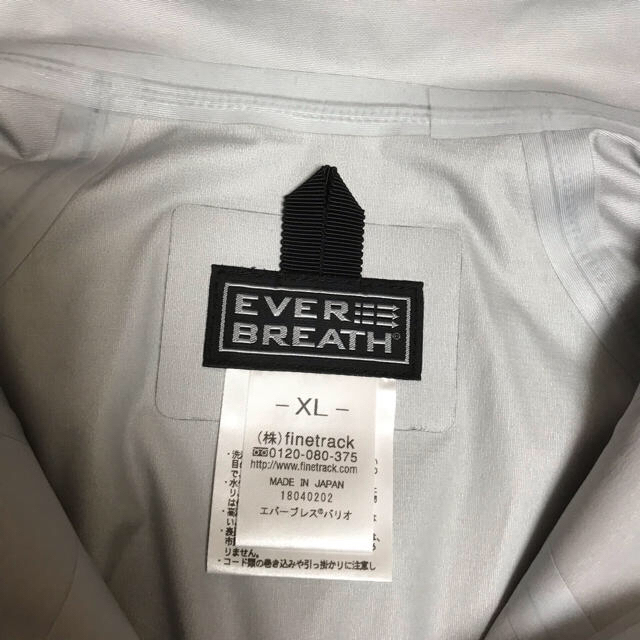 EVER
BREATH®
- XL -
(株)finetrack
0120-080-375
http://www.finetrack.com
MADE IN JAPAN
18040202
エバーブレス®バリオ
りません。
・コード類の巻き込みや引っ掛かりに注意し